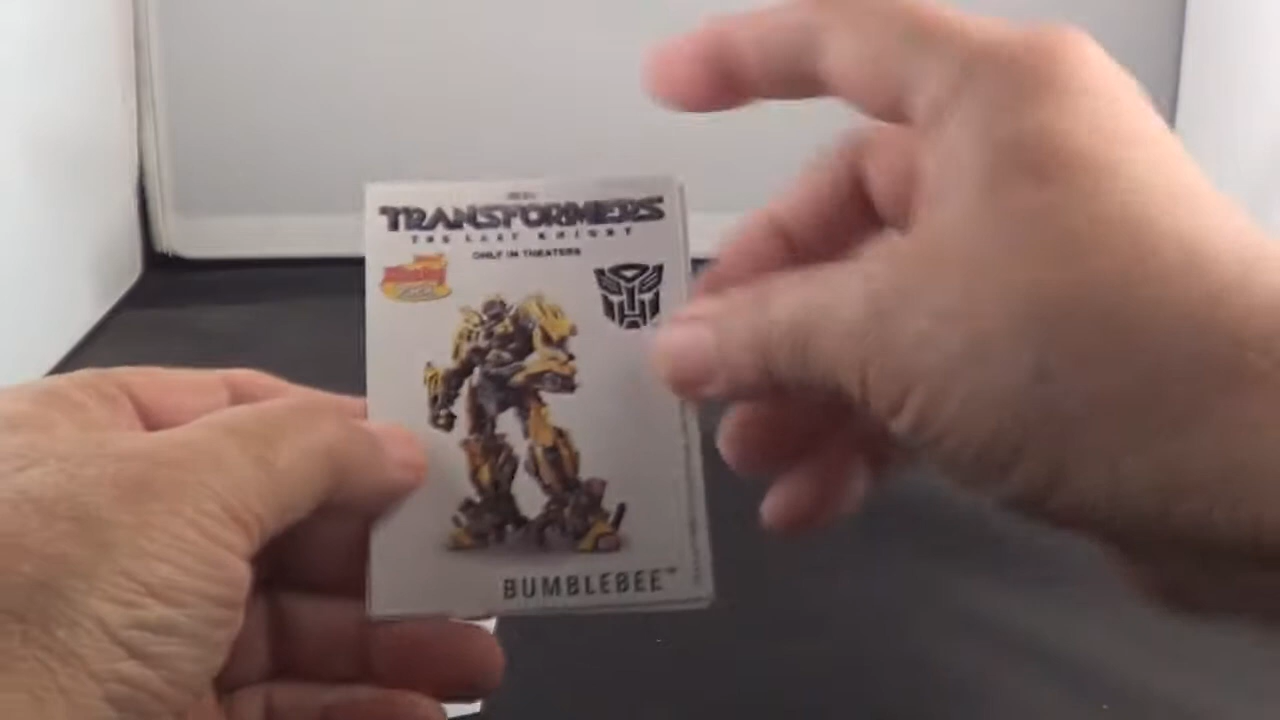 TRANSFORMERS
THE LAST KNIGHT
ONLY IN THEATERS
BUMBLEBEE™